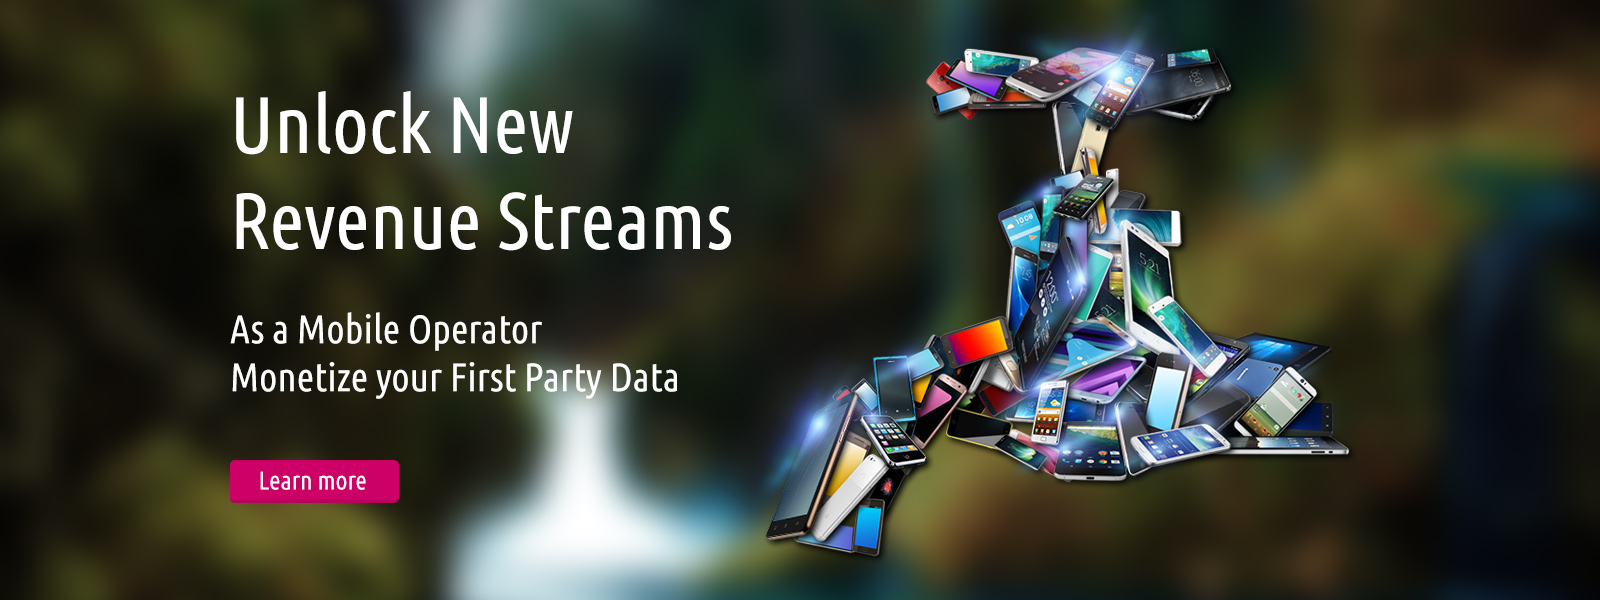 Unlock New
Revenue Streams
As a Mobile Operator
Monetize your First Party Data
Learn more